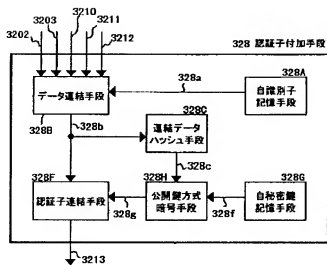 3210
3203
3211
3202
3212
328 認証子付加手段
328a
328A
データ連結手段
自識別子
記憶手段
328B
328b
328C
連結データ
ハッシュ手段
328c
328F
328H
328G
認証子連結手段
公開鍵方式
暗号手段
自秘密鍵
記憶手段
328g
328f
3213